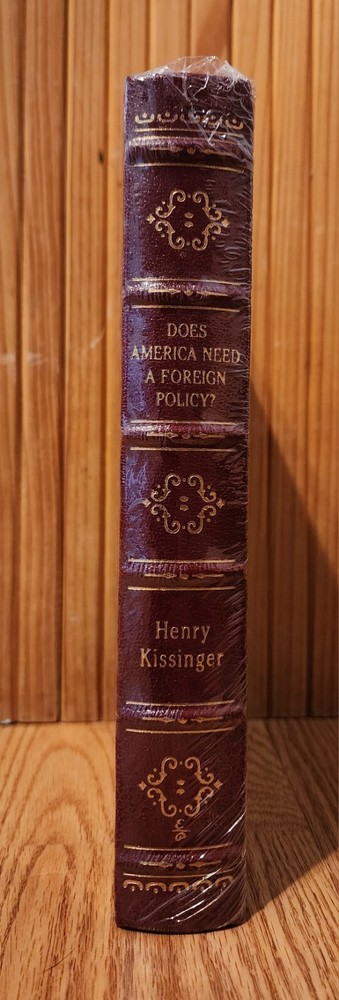 DOES
AMERICA NEED
A FOREIGN
POLICY?
Henry
Kissinger